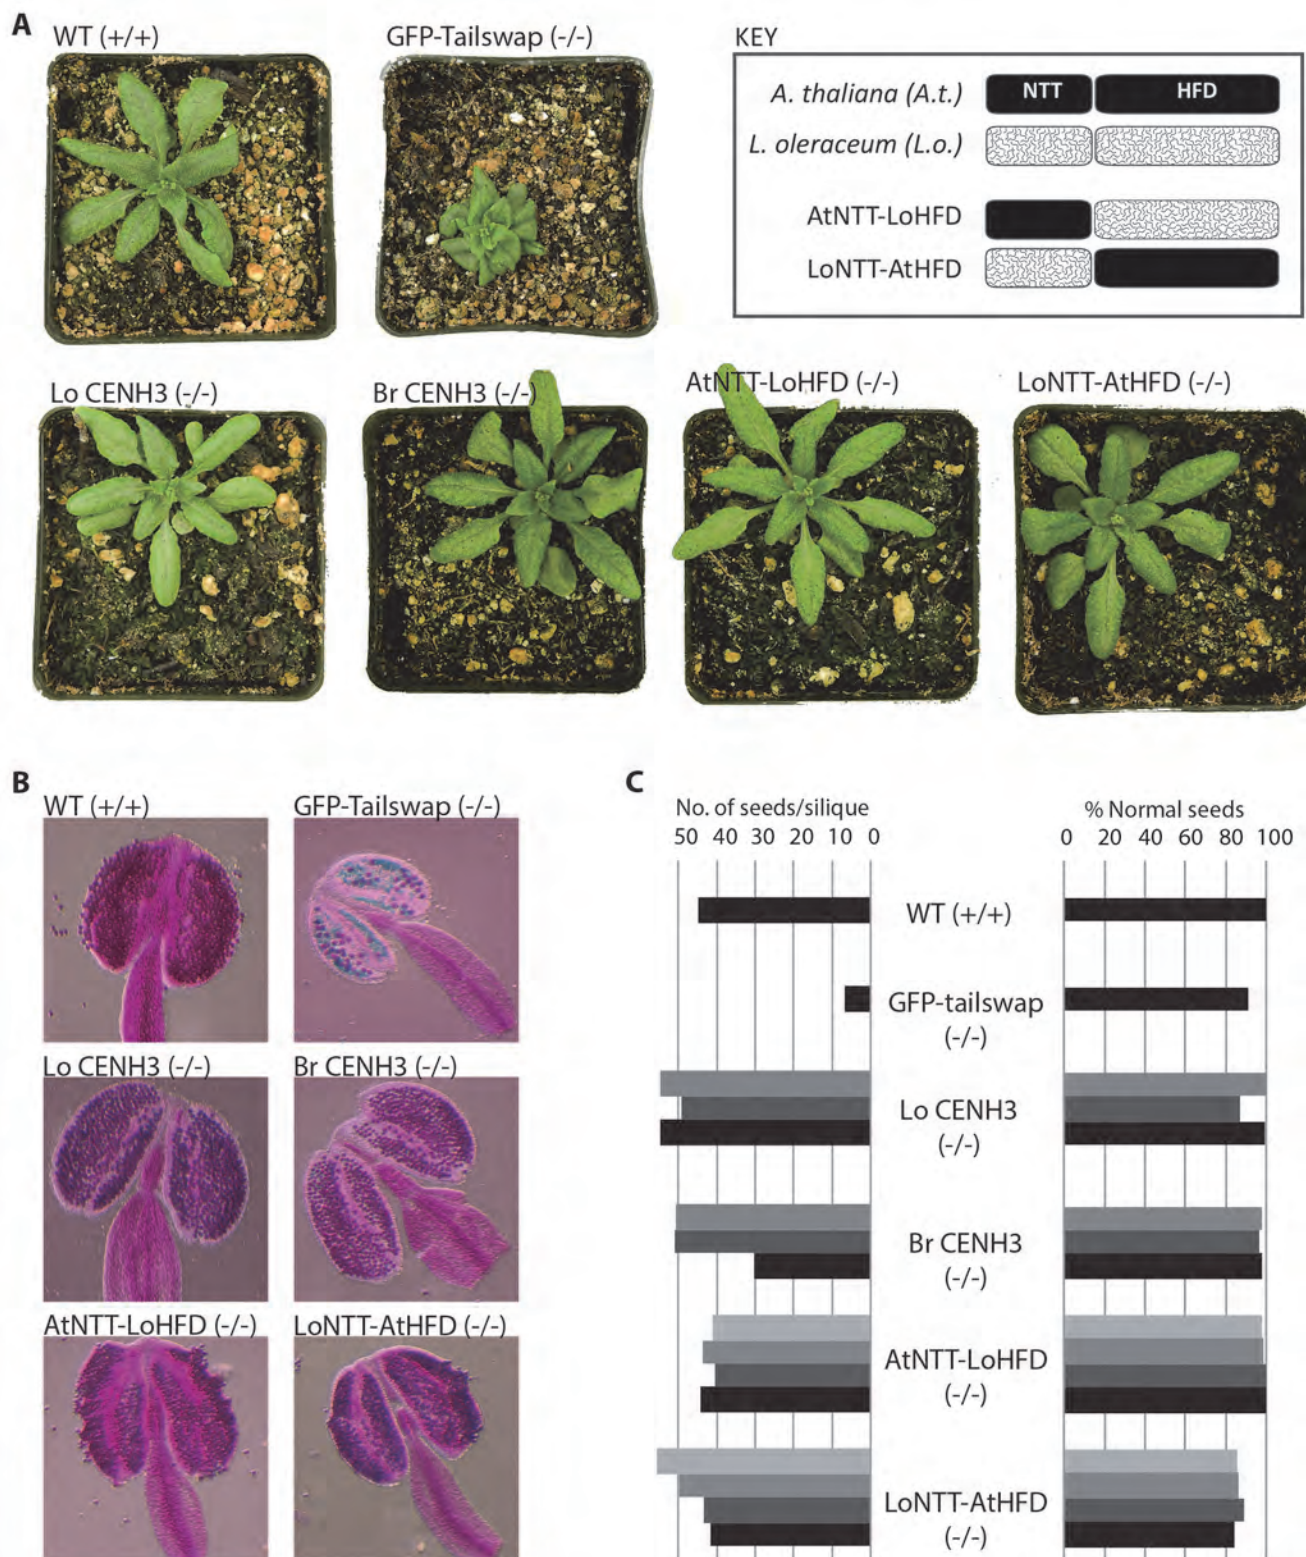 A
WT (+/+)
GFP-Tailswap (-/-)
KEY
A. thaliana (A.t.)
NTT
HFD
L. oleraceum (L.o.)
AtNTT-LoHFD
LoNTT-AtHFD
Lo CENH3 (-/-)
Br CENH3 (-/-)
AtNTT-LoHFD (-/-)
LoNTT-AtHFD (-/-)
B
WT (+/+)
GFP-Tailswap (-/-)
Lo CENH3 (-/-)
Br CENH3 (-/-)
AtNTT-LoHFD (-/-)
LoNTT-AtHFD (-/-)
C
No. of seeds/silique
50 40 30 20 10 0
% Normal seeds
0 20 40 60 80 100
WT (+/+)
GFP-tailswap
(-/-)
Lo CENH3
(-/-)
Br CENH3
(-/-)
AtNTT-LoHFD
(-/-)
LoNTT-AtHFD
(-/-)